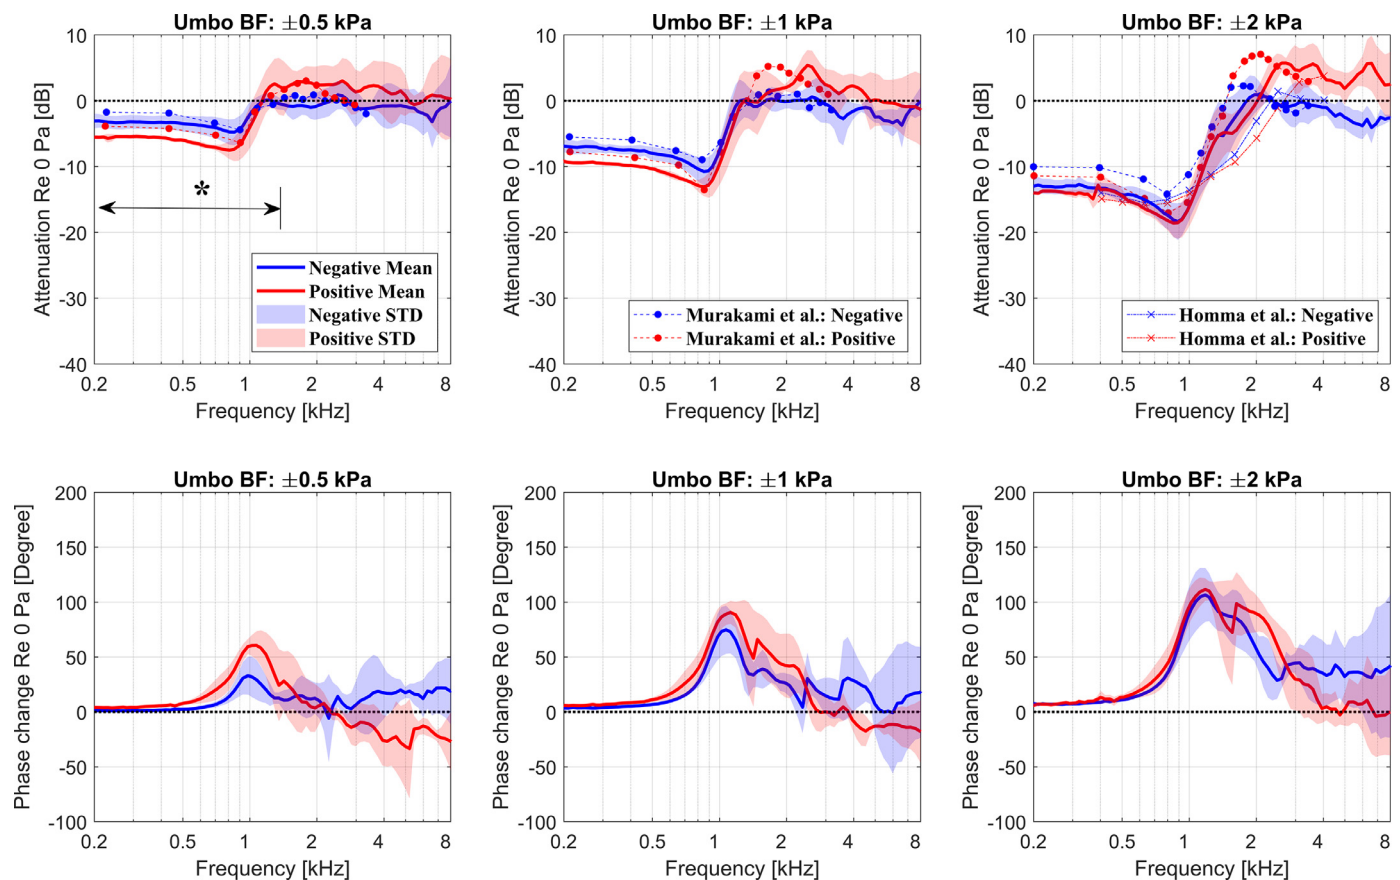 Umbo BF: ±0.5 kPa
Attenuation Re 0 Pa [dB]
10
0
-10
-20
-30
-40
*
Negative Mean
Positive Mean
Negative STD
Positive STD
0.2 0.5 1 2 4 8
Frequency [kHz]
Umbo BF: ±1 kPa
Attenuation Re 0 Pa [dB]
10
0
-10
-20
-30
-40
Murakami et al.: Negative
Murakami et al.: Positive
0.2 0.5 1 2 4 8
Frequency [kHz]
Umbo BF: ±2 kPa
Attenuation Re 0 Pa [dB]
10
0
-10
-20
-30
-40
Homma et al.: Negative
Homma et al.: Positive
0.2 0.5 1 2 4 8
Frequency [kHz]
Umbo BF: ±0.5 kPa
Phase change Re 0 Pa [Degree]
200
150
100
50
0
-50
-100
0.2 0.5 1 2 4 8
Frequency [kHz]
Umbo BF: ±1 kPa
Phase change Re 0 Pa [Degree]
200
150
100
50
0
-50
-100
0.2 0.5 1 2 4 8
Frequency [kHz]
Umbo BF: ±2 kPa
Phase change Re 0 Pa [Degree]
200
150
100
50
0
-50
-100
0.2 0.5 1 2 4 8
Frequency [kHz]